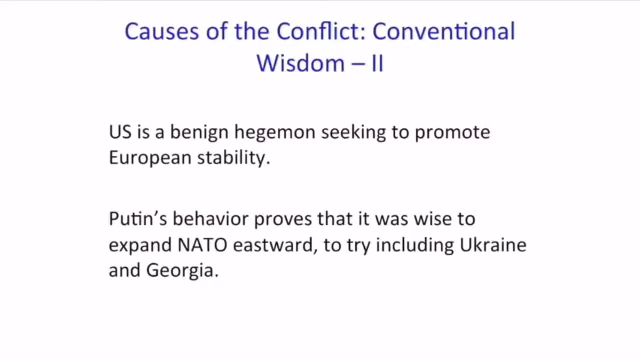 Causes of the Conflict: Conventional
Wisdom – II
US is a benign hegemon seeking to promote
European stability.
Putin's behavior proves that it was wise to
expand NATO eastward, to try including Ukraine
and Georgia.